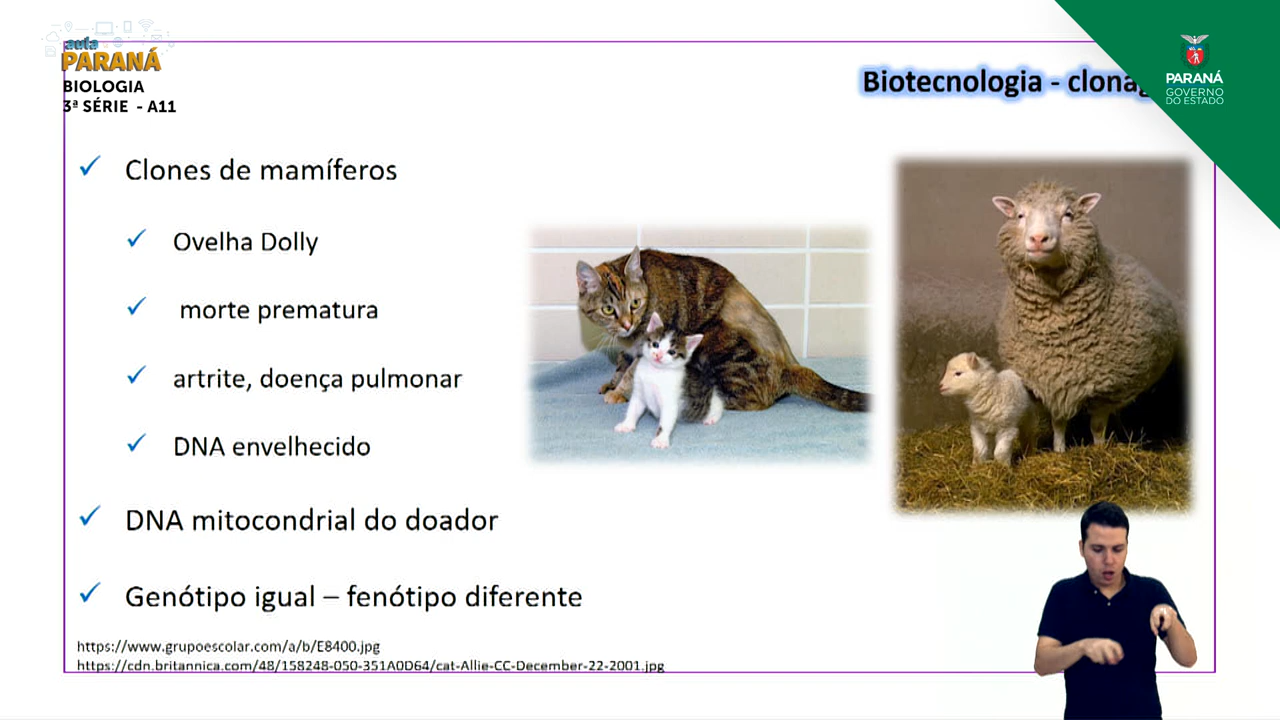 aula
PARANÁ
BIOLOGIA
3ª SÉRIE - A11
Biotecnologia -
PARANÁ
GOVERNO
DO ESTADO
Clones de mamíferos
Ovelha Dolly
morte prematura
artrite, doença pulmonar
DNA envelhecido
DNA mitocondrial do doador
Genótipo igual – fenótipo diferente
https://www.grupoescolar.com/a/b/E8400.jpg
https://cdn.britannica.com/48/158248-050-351A0D64/cat-Allie-CC-December-22-2001.jpg